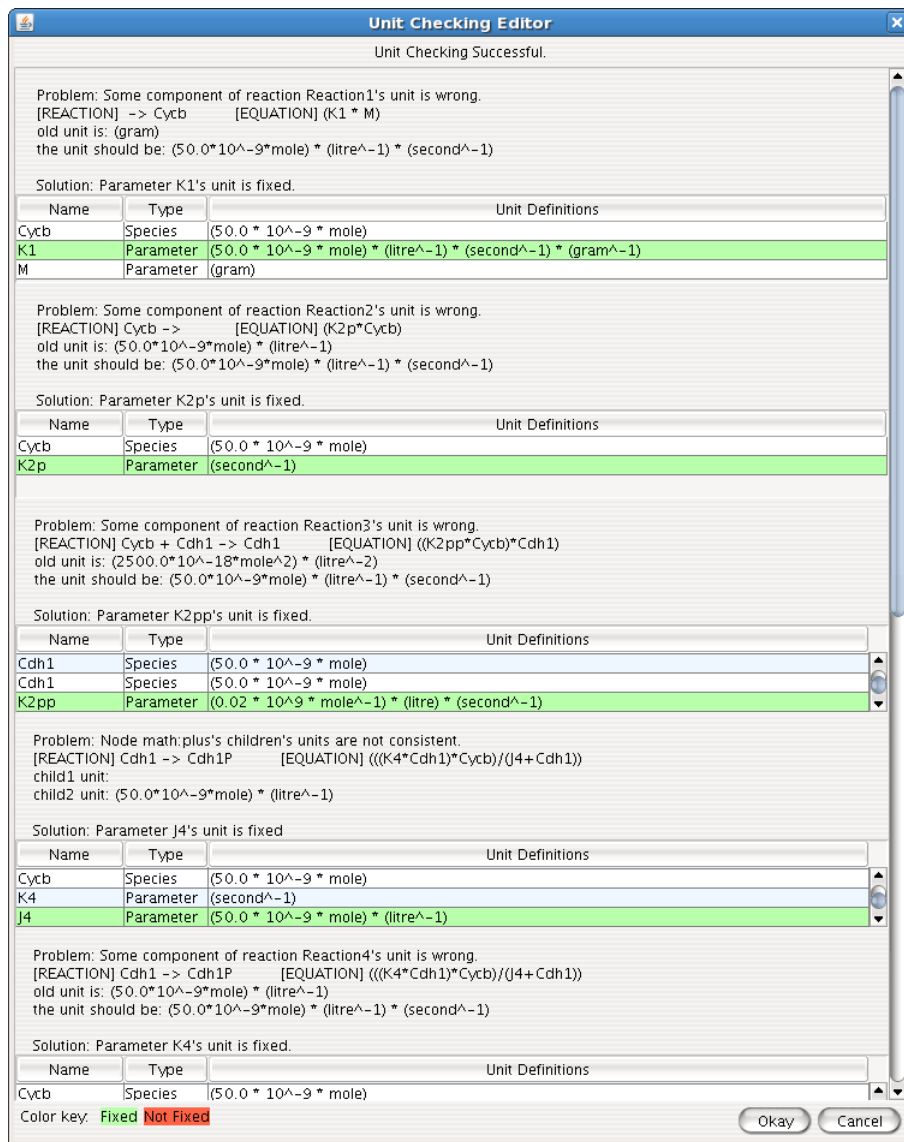 Unit Checking Editor
Unit Checking Successful.
Problem: Some component of reaction Reaction1's unit is wrong.
[REACTION] -> Cycb [EQUATION] (K1 * M)
old unit is: (gram)
the unit should be: (50.0*10^-9*mole) * (litre^-1) * (second^-1)
Solution: Parameter K1's unit is fixed.
Name Type Unit Definitions
Cycb Species (50.0 * 10^-9 * mole)
K1 Parameter (50.0 * 10^-9 * mole) * (litre^-1) * (second^-1) * (gram^-1)
M Parameter (gram)
Problem: Some component of reaction Reaction2's unit is wrong.
[REACTION] Cycb -> [EQUATION] (K2p*Cycb)
old unit is: (50.0*10^-9*mole) * (litre^-1)
the unit should be: (50.0*10^-9*mole) * (litre^-1) * (second^-1)
Solution: Parameter K2p's unit is fixed.
Name Type Unit Definitions
Cycb Species (50.0 * 10^-9 * mole)
K2p Parameter (second^-1)
Problem: Some component of reaction Reaction3's unit is wrong.
[REACTION] Cycb + Cdh1 -> Cdh1 [EQUATION] ((K2pp*Cycb)*Cdh1)
old unit is: (2500.0*10^-18*mole^2) * (litre^-2)
the unit should be: (50.0*10^-9*mole) * (litre^-1) * (second^-1)
Solution: Parameter K2pp's unit is fixed.
Name Type Unit Definitions
Cdh1 Species (50.0 * 10^-9 * mole)
Cdh1 Species (50.0 * 10^-9 * mole)
K2pp Parameter (0.02 * 10^9 * mole^-1) * (litre) * (second^-1)
Problem: Node math:plus's children's units are not consistent.
[REACTION] Cdh1 -> Cdh1P [EQUATION] (((K4*Cdh1)*Cycb)/(J4+Cdh1))
child1 unit:
child2 unit: (50.0*10^-9*mole) * (litre^-1)
Solution: Parameter J4's unit is fixed
Name Type Unit Definitions
Cycb Species (50.0 * 10^-9 * mole)
K4 Parameter (second^-1)
J4 Parameter (50.0 * 10^-9 * mole) * (litre^-1)
Problem: Some component of reaction Reaction4's unit is wrong.
[REACTION] Cdh1 -> Cdh1P [EQUATION] (((K4*Cdh1)*Cycb)/(J4+Cdh1))
old unit is: (50.0*10^-9*mole) * (litre^-1)
the unit should be: (50.0*10^-9*mole) * (litre^-1) * (second^-1)
Solution: Parameter K4's unit is fixed.
Name Type Unit Definitions
Cycb Species (50.0 * 10^-9 * mole)
Color key: Fixed Not Fixed Okay Cancel